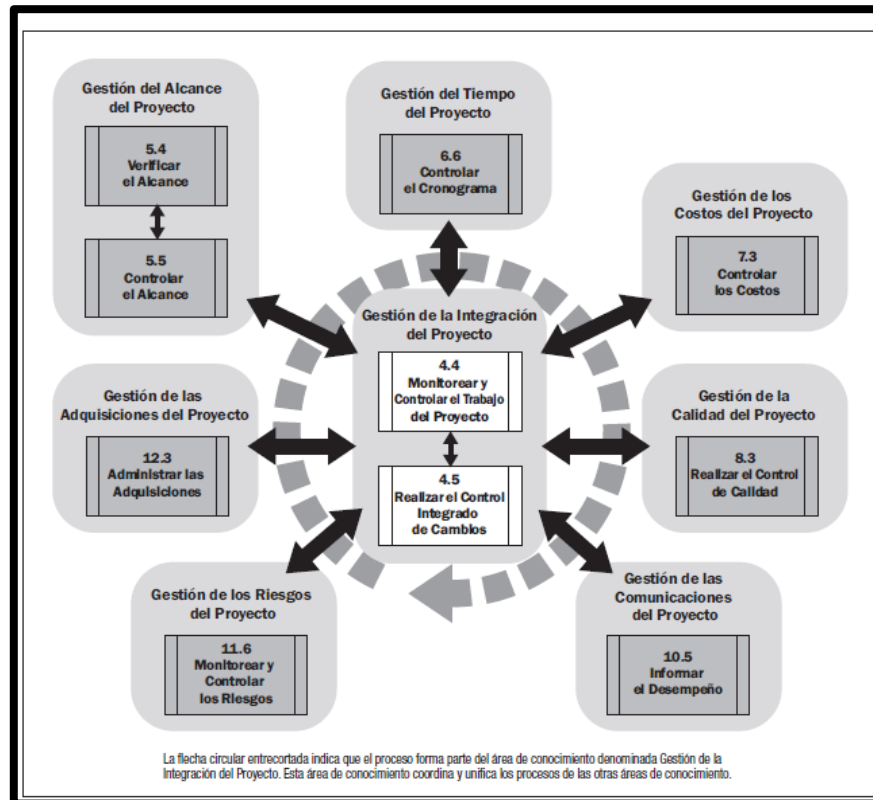 Gestión del Alcance
del Proyecto
5.4
Verificar
el Alcance
5.5
Controlar
el Alcance
Gestión del Tiempo
del Proyecto
6.6
Controlar
el Cronograma
Gestión de los
Costos del Proyecto
7.3
Controlar
los Costos
Gestión de la Integración
del Proyecto
4.4
Monitorear y
Controlar el Trabajo
del Proyecto
4.5
Realizar el Control
Integrado
de Cambios
Gestión de las
Adquisiciones del Proyecto
12.3
Administrar las
Adquisiciones
Gestión de la
Calidad del Proyecto
8.3
Realizar el Control
de Calidad
Gestión de los Riesgos
del Proyecto
11.6
Monitorear y
Controlar
los Riesgos
Gestión de las
Comunicaciones
del Proyecto
10.5
Informar
el Desempeño
La flecha circular entrecortada indica que el proceso forma parte del área de conocimiento denominada Gestión de la
Integración del Proyecto. Esta área de conocimiento coordina y unifica los procesos de las otras áreas de conocimiento.